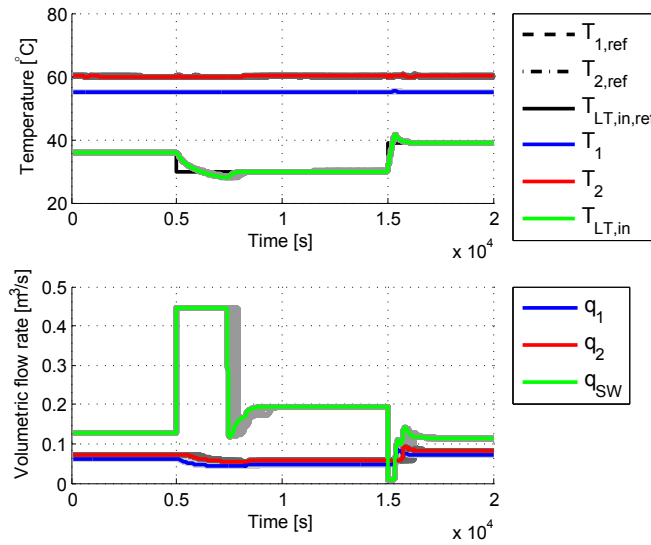 80
60
40
20
Temperature [°C]
0
0.5
1
1.5
2
Time [s]
x 10^4
T_1,ref
T_2,ref
T_LT,in,ref
T_1
T_2
T_LT,in
0.5
0.4
0.3
0.2
0.1
0
Volumetric flow rate [m^3/s]
0
0.5
1
1.5
2
Time [s]
x 10^4
q_1
q_2
q_SW